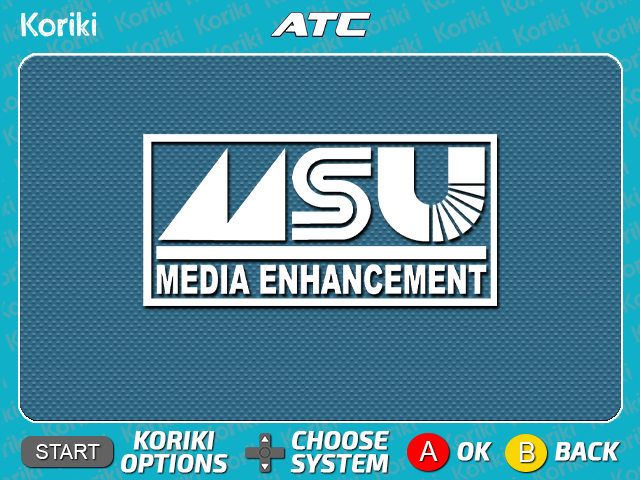 Koriki
ATC
MSU
MEDIA ENHANCEMENT
START
KORIKI
OPTIONS
CHOOSE
SYSTEM
A
OK
B
BACK